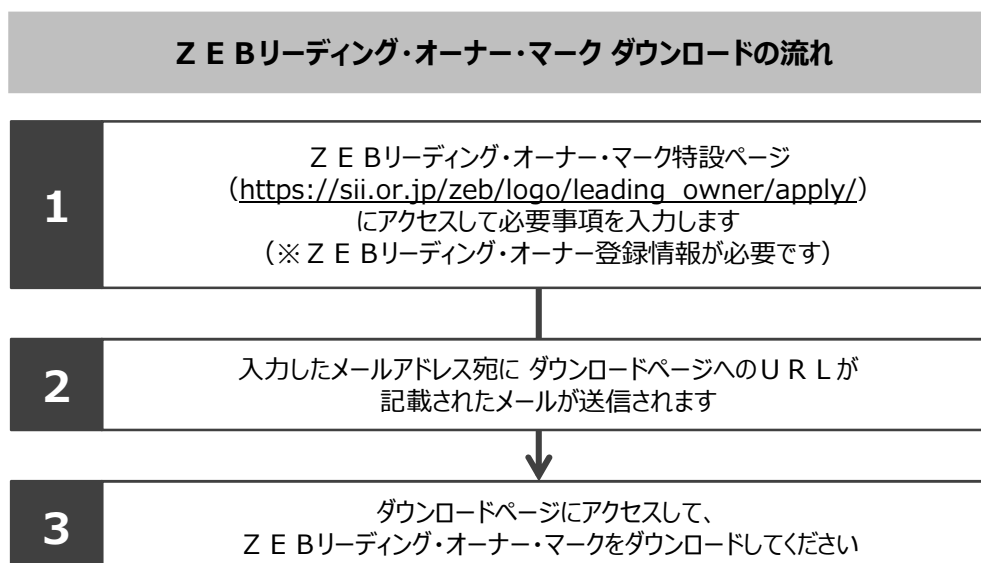 ＺＥＢリーディング・オーナー・マーク ダウンロードの流れ
1
ＺＥＢリーディング・オーナー・マーク特設ページ
（https://sii.or.jp/zeb/logo/leading_owner/apply/）
にアクセスして必要事項を入力します
（※ＺＥＢリーディング・オーナー登録情報が必要です）
2
入力したメールアドレス宛に ダウンロードページへのＵＲＬが
記載されたメールが送信されます
3
ダウンロードページにアクセスして、
ＺＥＢリーディング・オーナー・マークをダウンロードしてください